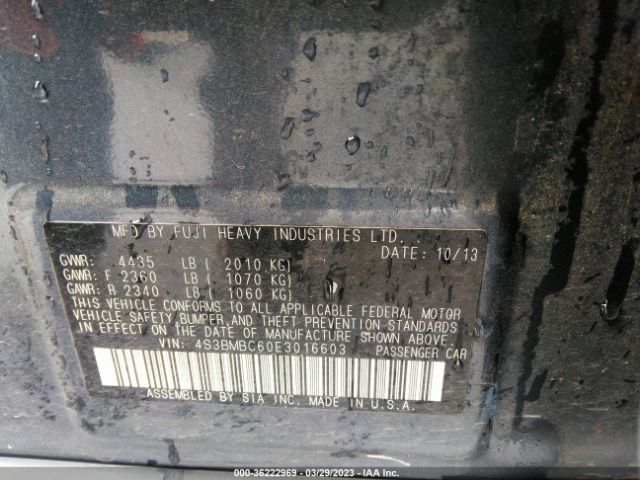 MFD BY FUJI HEAVY INDUSTRIES LTD.
DATE: 10/13
GVWR: 4435 LB ( 2010 KG)
GAWR: F 2360 LB ( 1070 KG)
GAWR: R 2340 LB ( 1060 KG)
THIS VEHICLE CONFORMS TO ALL APPLICABLE FEDERAL MOTOR
VEHICLE SAFETY, BUMPER, AND THEFT PREVENTION STANDARDS
IN EFFECT ON THE DATE OF MANUFACTURE SHOWN ABOVE.
VIN: 4S3BMBC60E3016603 PASSENGER CAR
ASSEMBLED BY SIA INC. MADE IN U.S.A.
000-36222969 - 03/29/2023 - IAA Inc.